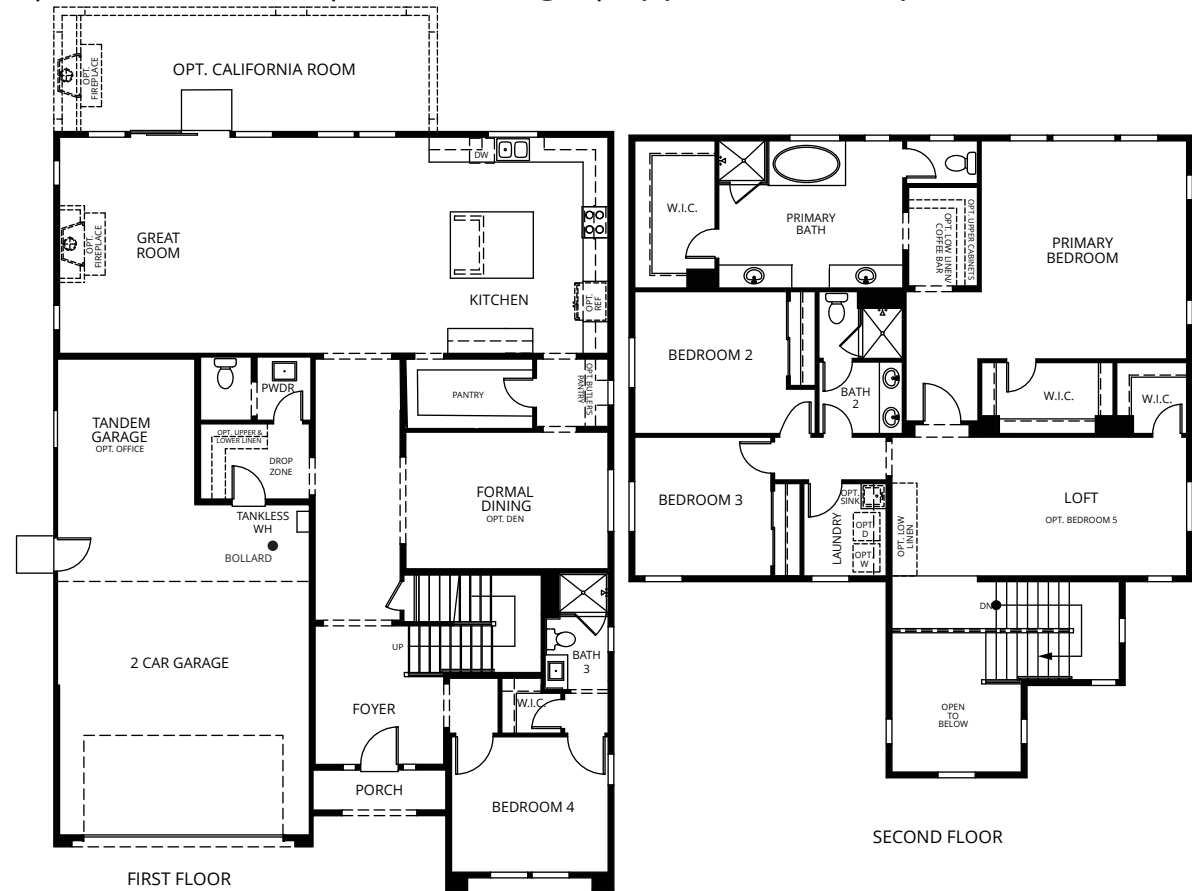 OPT. CALIFORNIA ROOM
OPT.
FIREPLACE
DW
GREAT
ROOM
OPT.
FIREPLACE
KITCHEN
OPT.
REF
PANTRY
OPT. BUTLER'S
PANTRY
PWDR
TANDEM
GARAGE
OPT. OFFICE
OPT. UPPER &
LOWER LINEN
DROP
ZONE
TANKLESS
WH
BOLLARD
FORMAL
DINING
OPT. DEN
UP
BATH
3
2 CAR GARAGE
FOYER
W.I.C.
PORCH
BEDROOM 4
FIRST FLOOR
W.I.C.
PRIMARY
BATH
OPT. LOW LINEN/
COFFEE BAR
OPT. UPPER CABINETS
PRIMARY
BEDROOM
BEDROOM 2
BATH
2
W.I.C.
W.I.C.
BEDROOM 3
LAUNDRY
OPT.
SINK
OPT.
D
OPT.
W
OPT. LOW
LINEN
LOFT
OPT. BEDROOM 5
DN
OPEN
TO
BELOW
SECOND FLOOR